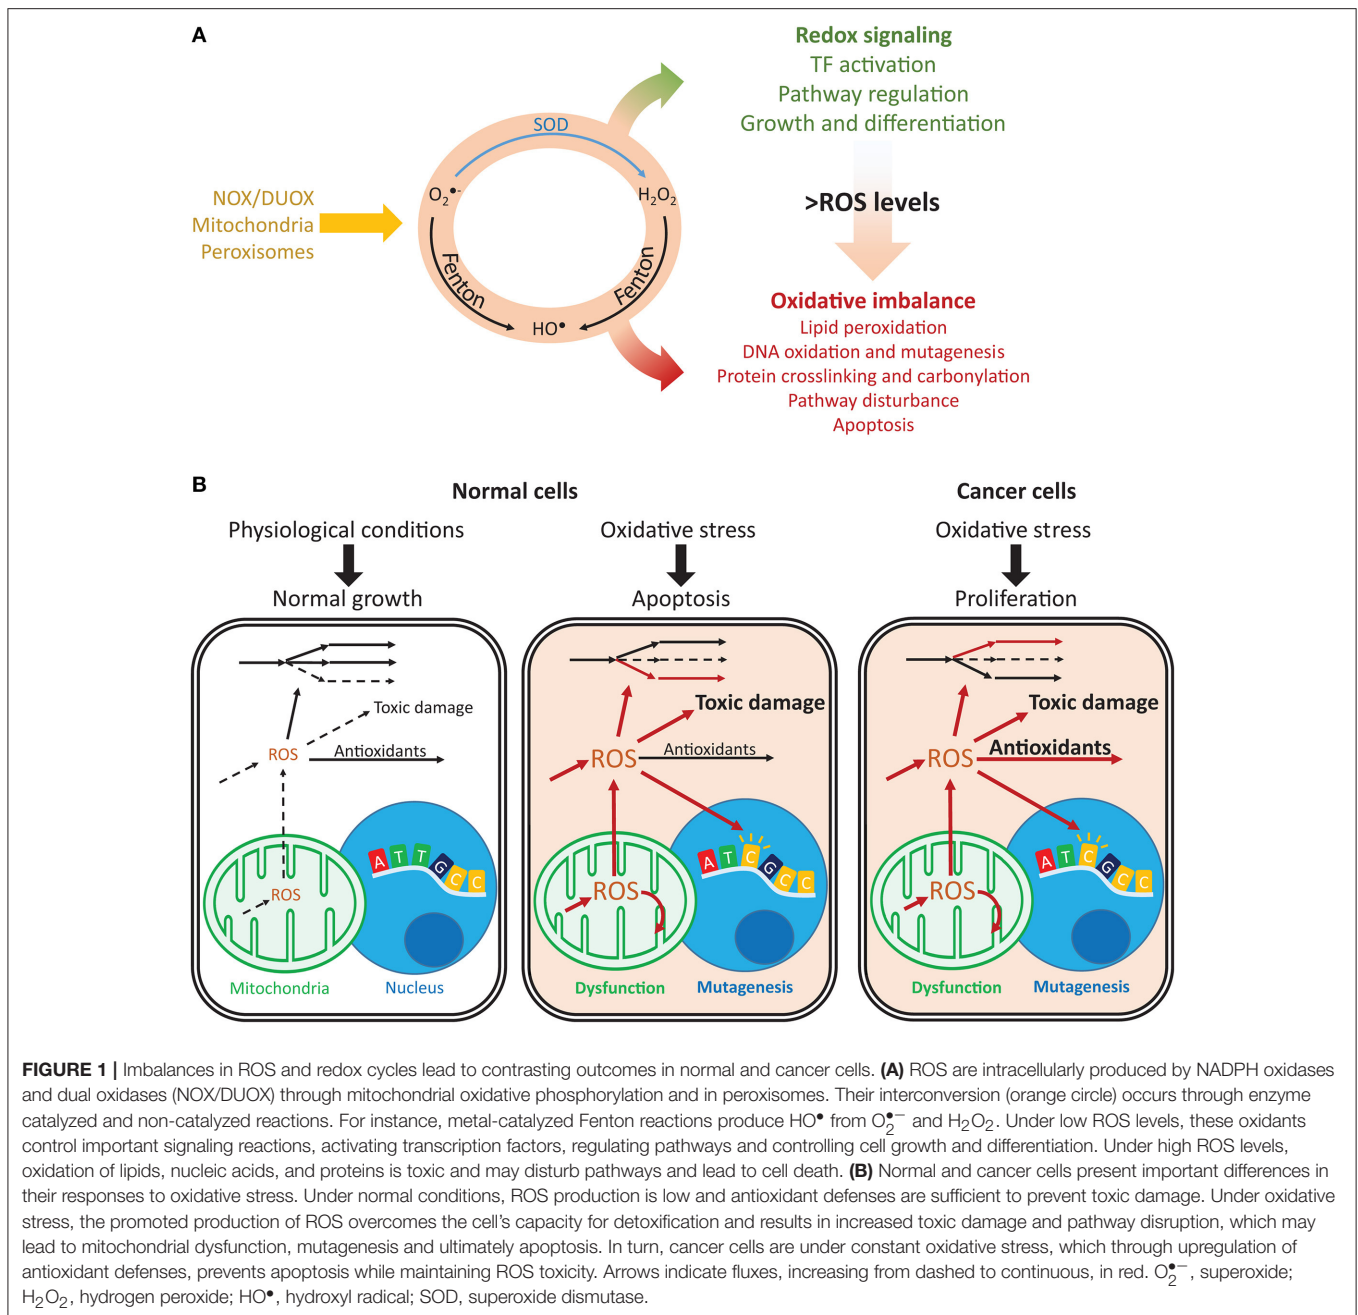 A
Redox signaling
TF activation
Pathway regulation
Growth and differentiation
SOD
O₂•-
H₂O₂
NOX/DUOX
Mitochondria
Peroxisomes
Fenton
Fenton
HO•
>ROS levels
Oxidative imbalance
Lipid peroxidation
DNA oxidation and mutagenesis
Protein crosslinking and carbonylation
Pathway disturbance
Apoptosis
B
Normal cells
Cancer cells
Physiological conditions
Oxidative stress
Oxidative stress
Normal growth
Apoptosis
Proliferation
Toxic damage
ROS
Antioxidants
ROS
A T T G C C
Mitochondria
Nucleus
Toxic damage
ROS
Antioxidants
ROS
A T C G C C
Dysfunction
Mutagenesis
Toxic damage
ROS
Antioxidants
ROS
A T C G C C
Dysfunction
Mutagenesis
FIGURE 1 | Imbalances in ROS and redox cycles lead to contrasting outcomes in normal and cancer cells. (A) ROS are intracellularly produced by NADPH oxidases
and dual oxidases (NOX/DUOX) through mitochondrial oxidative phosphorylation and in peroxisomes. Their interconversion (orange circle) occurs through enzyme
catalyzed and non-catalyzed reactions. For instance, metal-catalyzed Fenton reactions produce HO• from O₂•− and H₂O₂. Under low ROS levels, these oxidants
control important signaling reactions, activating transcription factors, regulating pathways and controlling cell growth and differentiation. Under high ROS levels,
oxidation of lipids, nucleic acids, and proteins is toxic and may disturb pathways and lead to cell death. (B) Normal and cancer cells present important differences in
their responses to oxidative stress. Under normal conditions, ROS production is low and antioxidant defenses are sufficient to prevent toxic damage. Under oxidative
stress, the promoted production of ROS overcomes the cell's capacity for detoxification and results in increased toxic damage and pathway disruption, which may
lead to mitochondrial dysfunction, mutagenesis and ultimately apoptosis. In turn, cancer cells are under constant oxidative stress, which through upregulation of
antioxidant defenses, prevents apoptosis while maintaining ROS toxicity. Arrows indicate fluxes, increasing from dashed to continuous, in red. O₂•−, superoxide;
H₂O₂, hydrogen peroxide; HO•, hydroxyl radical; SOD, superoxide dismutase.